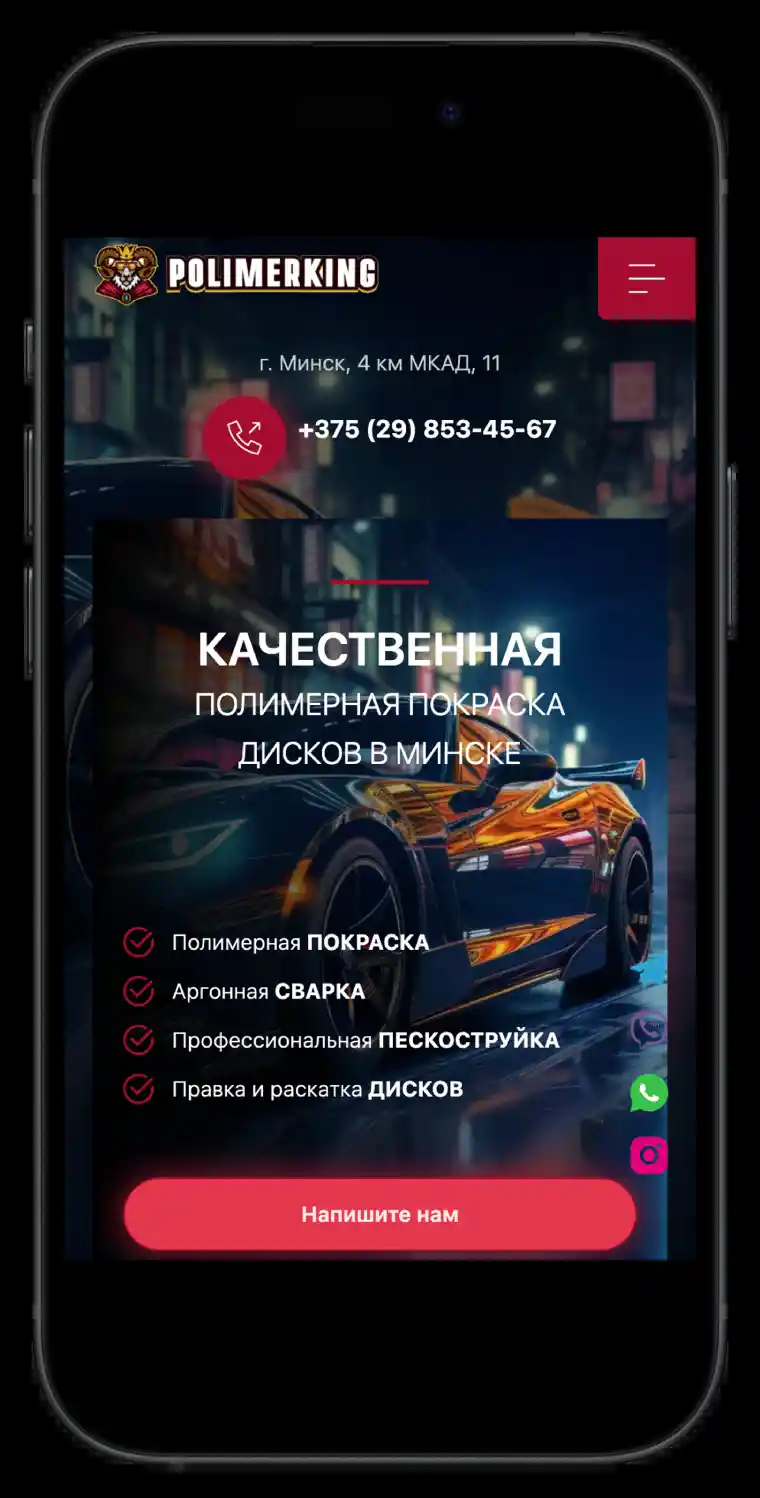 POLIMERKING
г. Минск, 4 км МКАД, 11
+375 (29) 853-45-67
КАЧЕСТВЕННАЯ
ПОЛИМЕРНАЯ ПОКРАСКА
ДИСКОВ В МИНСКЕ
Полимерная ПОКРАСКА
Аргонная СВАРКА
Профессиональная ПЕСКОСТРУЙКА
Правка и раскатка ДИСКОВ
Напишите нам